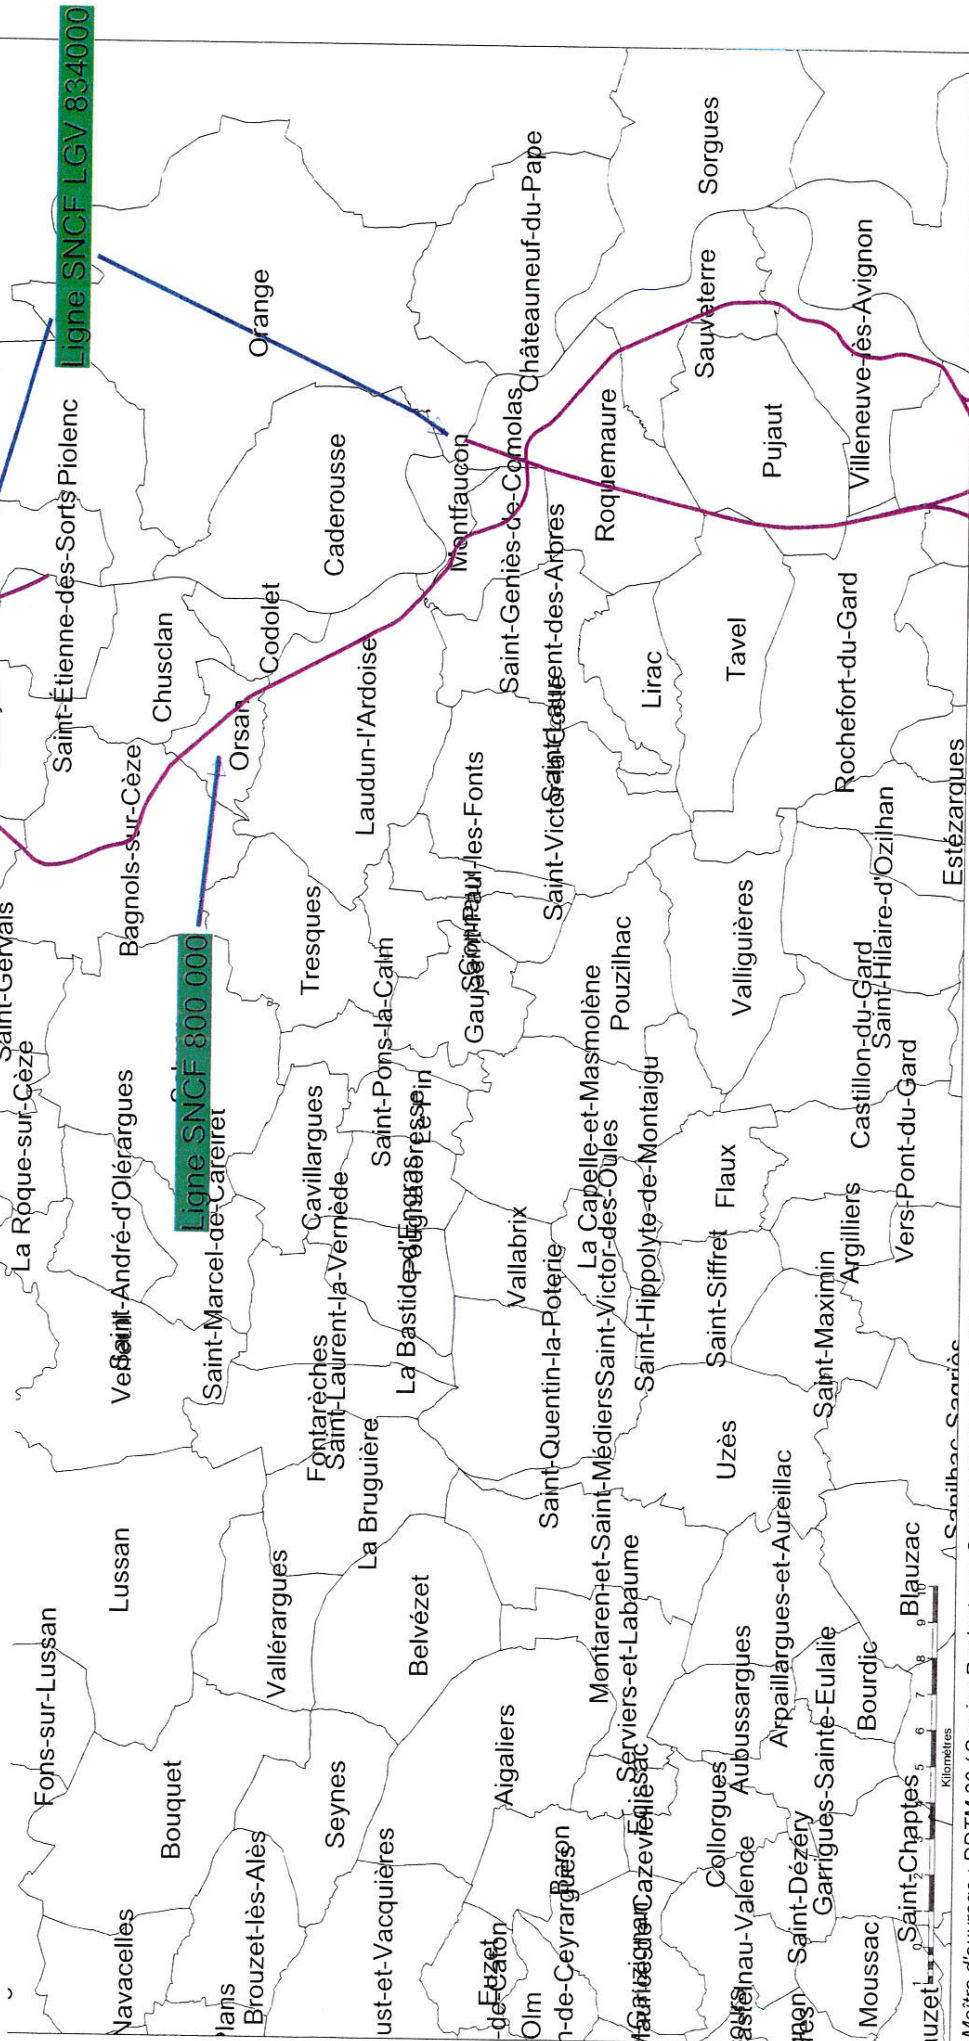 Fons-sur-Lussan
La Roque-sur-Cèze
Saint-Gervais
Ligne SNCF LGV 834000
Navacelles
Bouquet
Lussan
Saint-André-d'Olérargues
Bagnols-sur-Cèze
Saint-Étienne-des-Sorts
Piolenc
Brouzet-lès-Alès
Vallérargues
Saint-Marcel-de-Careiret
Ligne SNCF 800 000
Chusclan
Orsan
Codolet
Orange
Seynes
Fontarèches
Saint-Laurent-la-Vernède
Cavillargues
Tresques
Caderousse
La Bruguière
Laudun-l'Ardoise
Belvézet
La Bastide-d'Engras
Saint-Pons-la-Calm
Le Pin
Montfaucon
Aigaliers
Vallabrix
Saint-Paul-les-Fonts
Saint-Geniès-de-Comolas
Châteauneuf-du-Pape
Baron
Saint-Quentin-la-Poterie
Saint-Victor-la-Coste
Saint-Laurent-des-Arbres
Montaren-et-Saint-Médiers
Saint-Victor-des-Oules
La Capelle-et-Masmolène
Pouzilhac
Roquemaure
Serviers-et-Labaume
Saint-Hippolyte-de-Montaigu
Lirac
Collorgues
Aubussargues
Uzès
Saint-Siffret
Flaux
Valliguières
Tavel
Sauveterre
Sorgues
Saint-Dézéry
Arpaillargues-et-Aureillac
Pujaut
Garrigues-Sainte-Eulalie
Saint-Maximin
Argilliers
Castillon-du-Gard
Rochefort-du-Gard
Villeneuve-lès-Avignon
Moussac
Bourdic
Saint-Hilaire-d'Ozilhan
Saint-Chaptes
Blauzac
Vers-Pont-du-Gard
Estézargues
Kilomètres